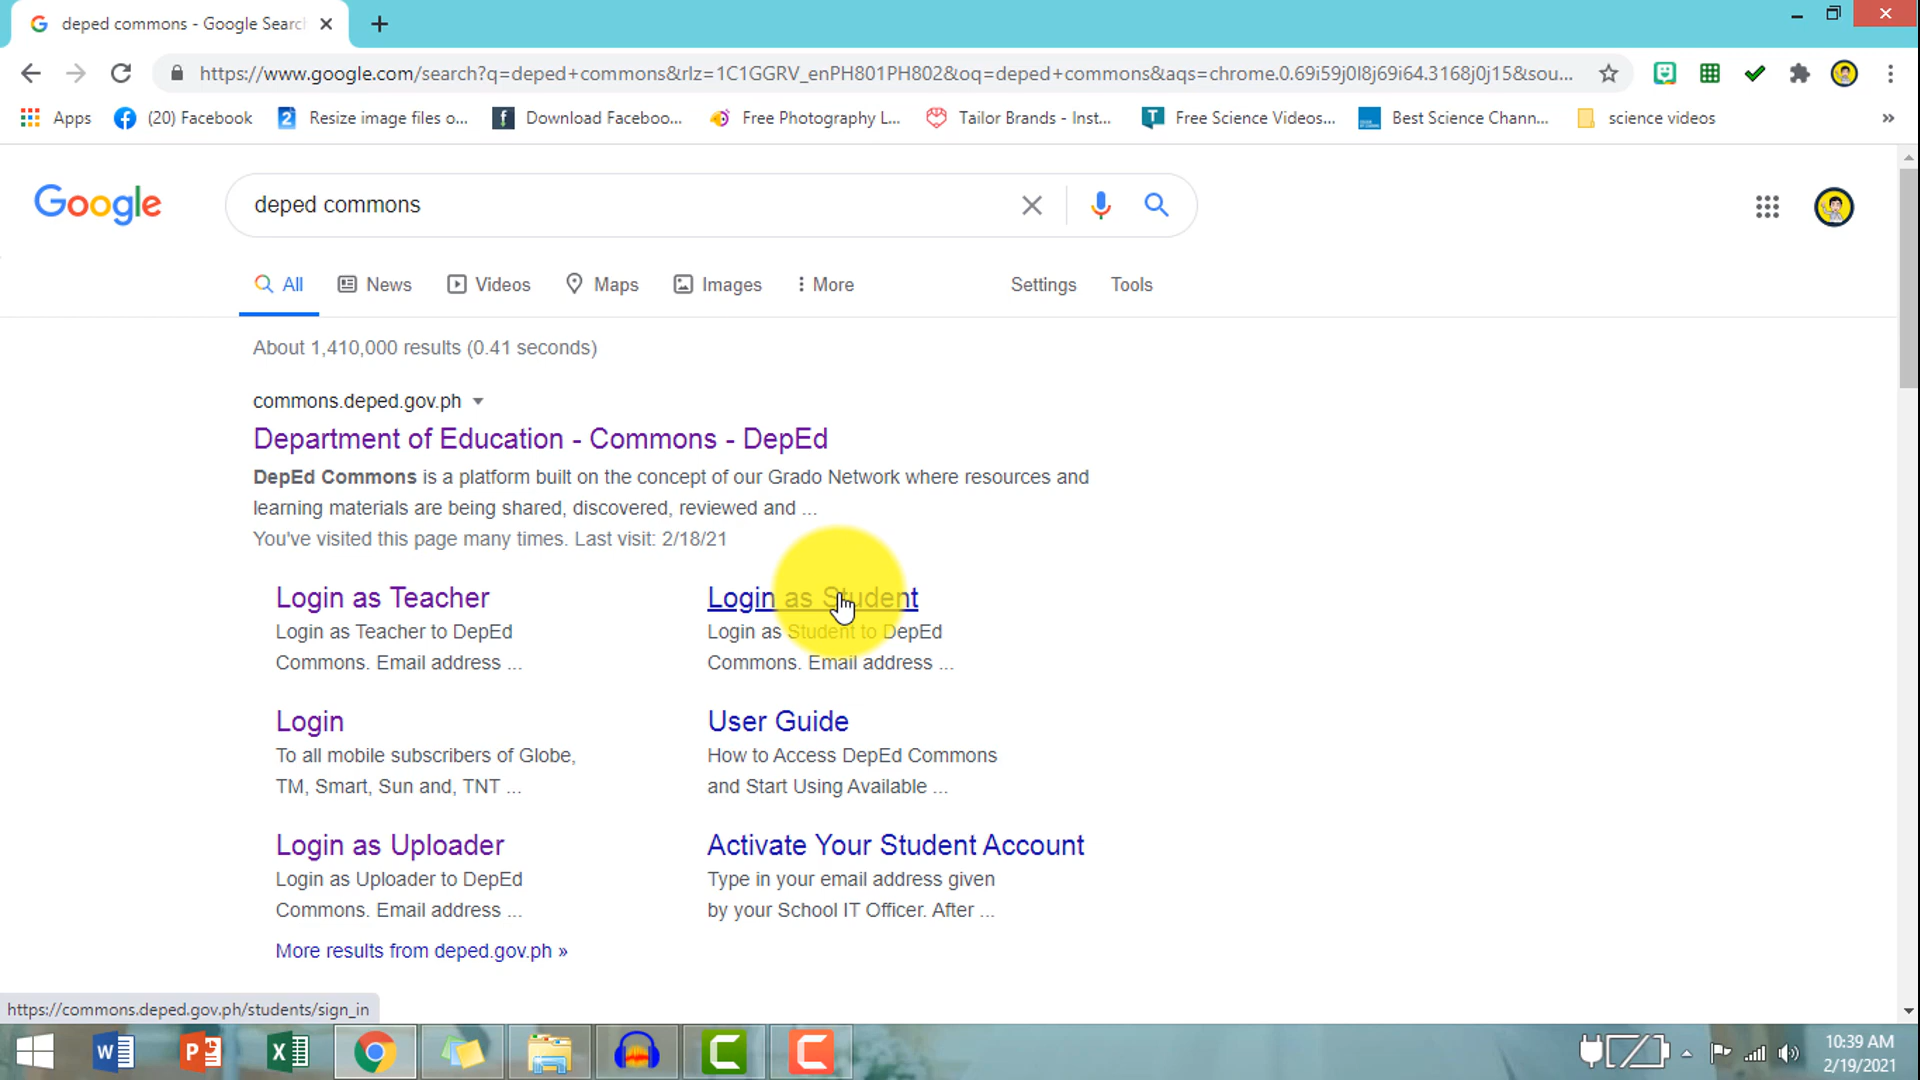 deped commons - Google Search
https://www.google.com/search?q=deped+commons&rlz=1C1GGRV_enPH801PH802&oq=deped+commons&aqs=chrome.0.69i59j0l8j69i64.3168j0j15&sou...
Apps (20) Facebook Resize image files o... Download Faceboo... Free Photography L... Tailor Brands - Inst... Free Science Videos... Best Science Chann... science videos »
Google deped commons
All News Videos Maps Images More Settings Tools
About 1,410,000 results (0.41 seconds)
commons.deped.gov.ph
Department of Education - Commons - DepEd
DepEd Commons is a platform built on the concept of our Grado Network where resources and
learning materials are being shared, discovered, reviewed and ...
You've visited this page many times. Last visit: 2/18/21
Login as Teacher
Login as Teacher to DepEd
Commons. Email address ...
Login as Student
Login as Student to DepEd
Commons. Email address ...
Login
To all mobile subscribers of Globe,
TM, Smart, Sun and, TNT ...
User Guide
How to Access DepEd Commons
and Start Using Available ...
Login as Uploader
Login as Uploader to DepEd
Commons. Email address ...
Activate Your Student Account
Type in your email address given
by your School IT Officer. After ...
More results from deped.gov.ph »
https://commons.deped.gov.ph/students/sign_in
10:39 AM
2/19/2021